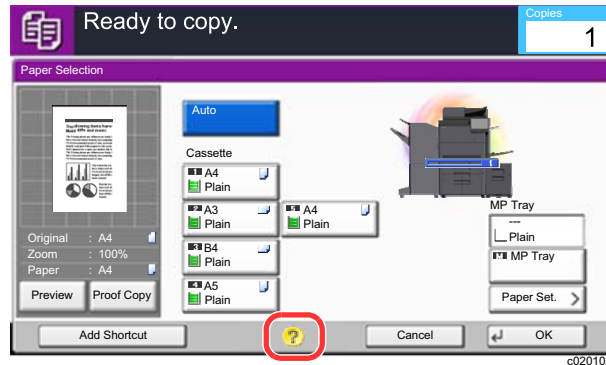 Ready to copy.
Copies
1
Paper Selection
Auto
Cassette
1 A4
Plain
2 A3
Plain
5 A4
Plain
3 B4
Plain
4 A5
Plain
1
MP Tray
---
Plain
M MP Tray
Paper Set.
Original : A4
Zoom : 100%
Paper : A4
Preview
Proof Copy
Add Shortcut
?
Cancel
OK
c02010